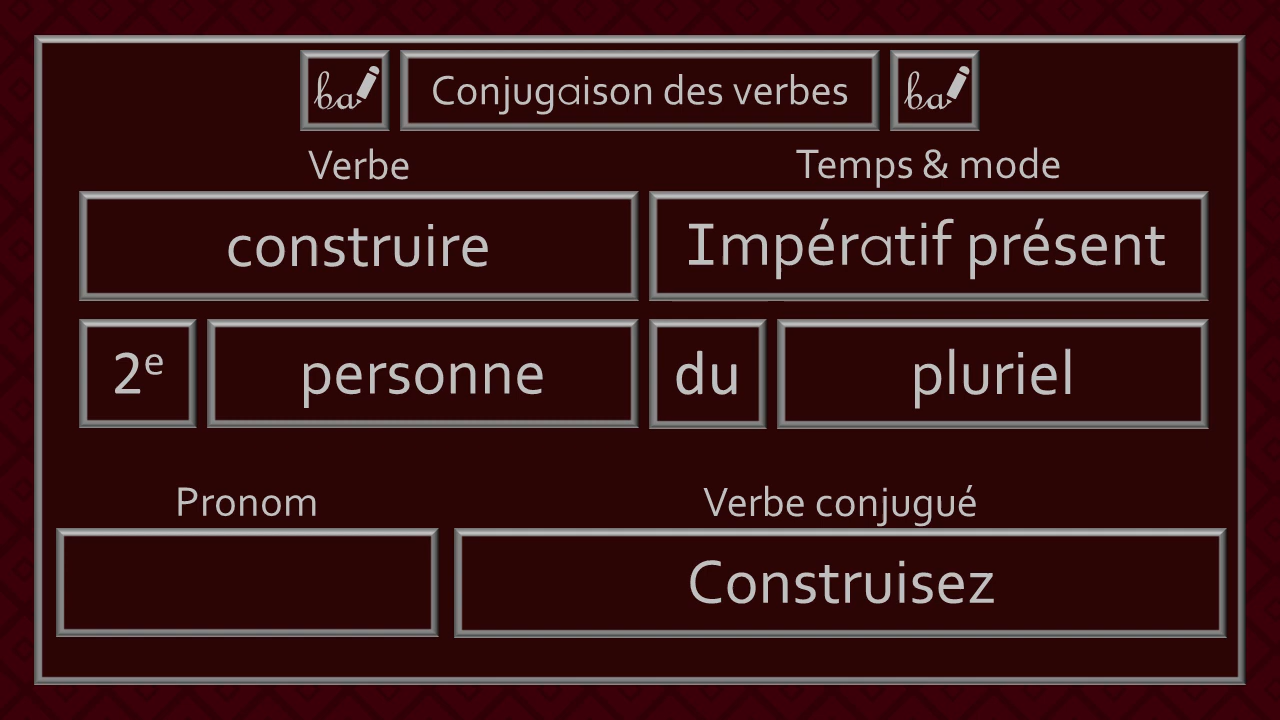 ba Conjugaison des verbes ba
Verbe
Temps & mode
construire
Impératif présent
2e personne du pluriel
Pronom
Verbe conjugué
Construisez